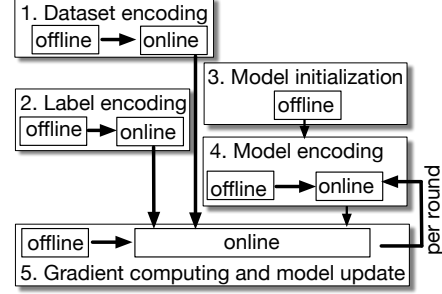 1. Dataset encoding
offline online
3. Model initialization
offline
2. Label encoding
offline online
4. Model encoding
offline online
per round
offline online
5. Gradient computing and model update